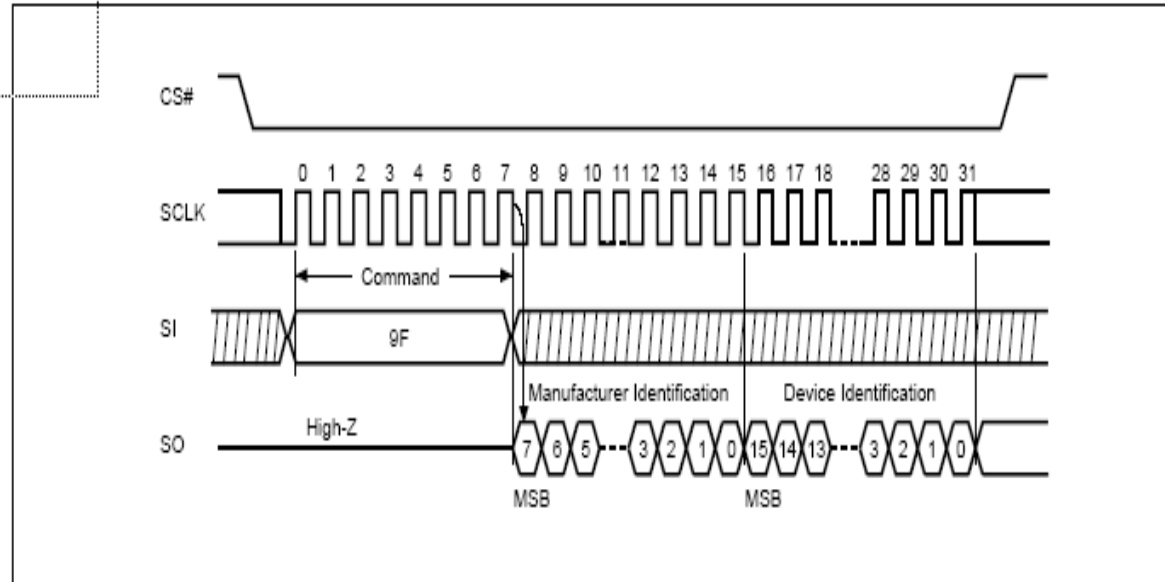 CS#
0 1 2 3 4 5 6 7 8 9 10 11 12 13 14 15 16 17 18 28 29 30 31
SCLK
Command
SI
9F
Manufacturer Identification Device Identification
High-Z
SO
7 6 5 3 2 1 0 15 14 13 3 2 1 0
MSB MSB